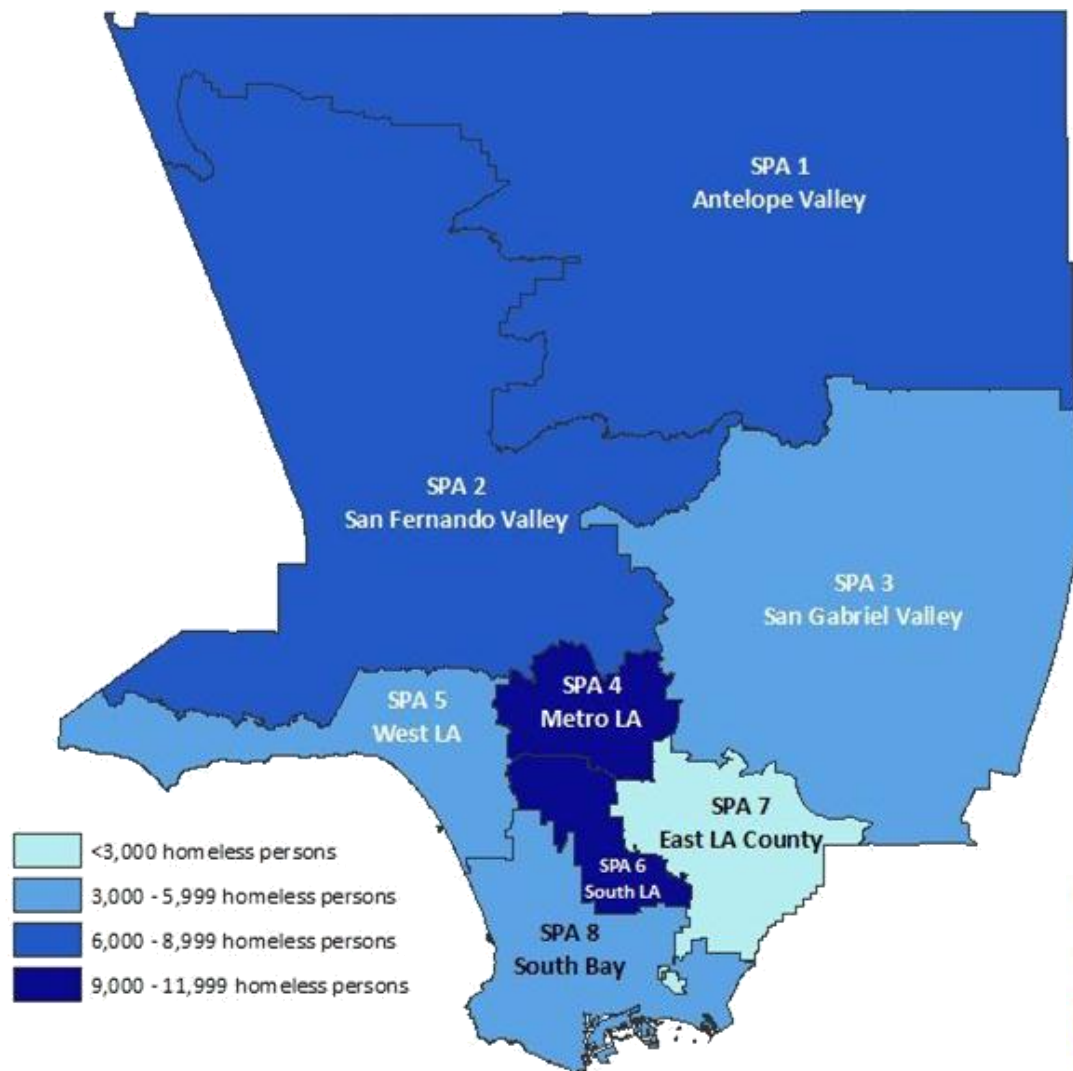 SPA 1
Antelope Valley
SPA 2
San Fernando Valley
SPA 3
San Gabriel Valley
SPA 4
Metro LA
SPA 5
West LA
SPA 7
East LA County
SPA 6
South LA
SPA 8
South Bay
<3,000 homeless persons
3,000 - 5,999 homeless persons
6,000 - 8,999 homeless persons
9,000 - 11,999 homeless persons